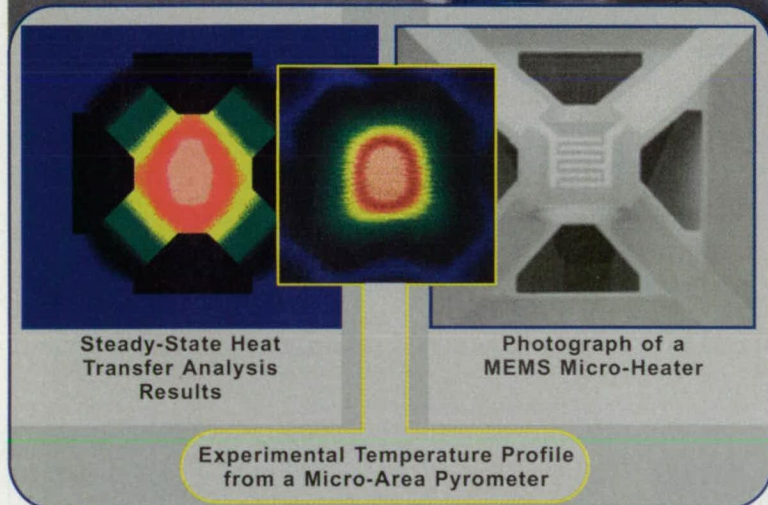 Steady-State Heat
Transfer Analysis
Results
Photograph of a
MEMS Micro-Heater
Experimental Temperature Profile
from a Micro-Area Pyrometer